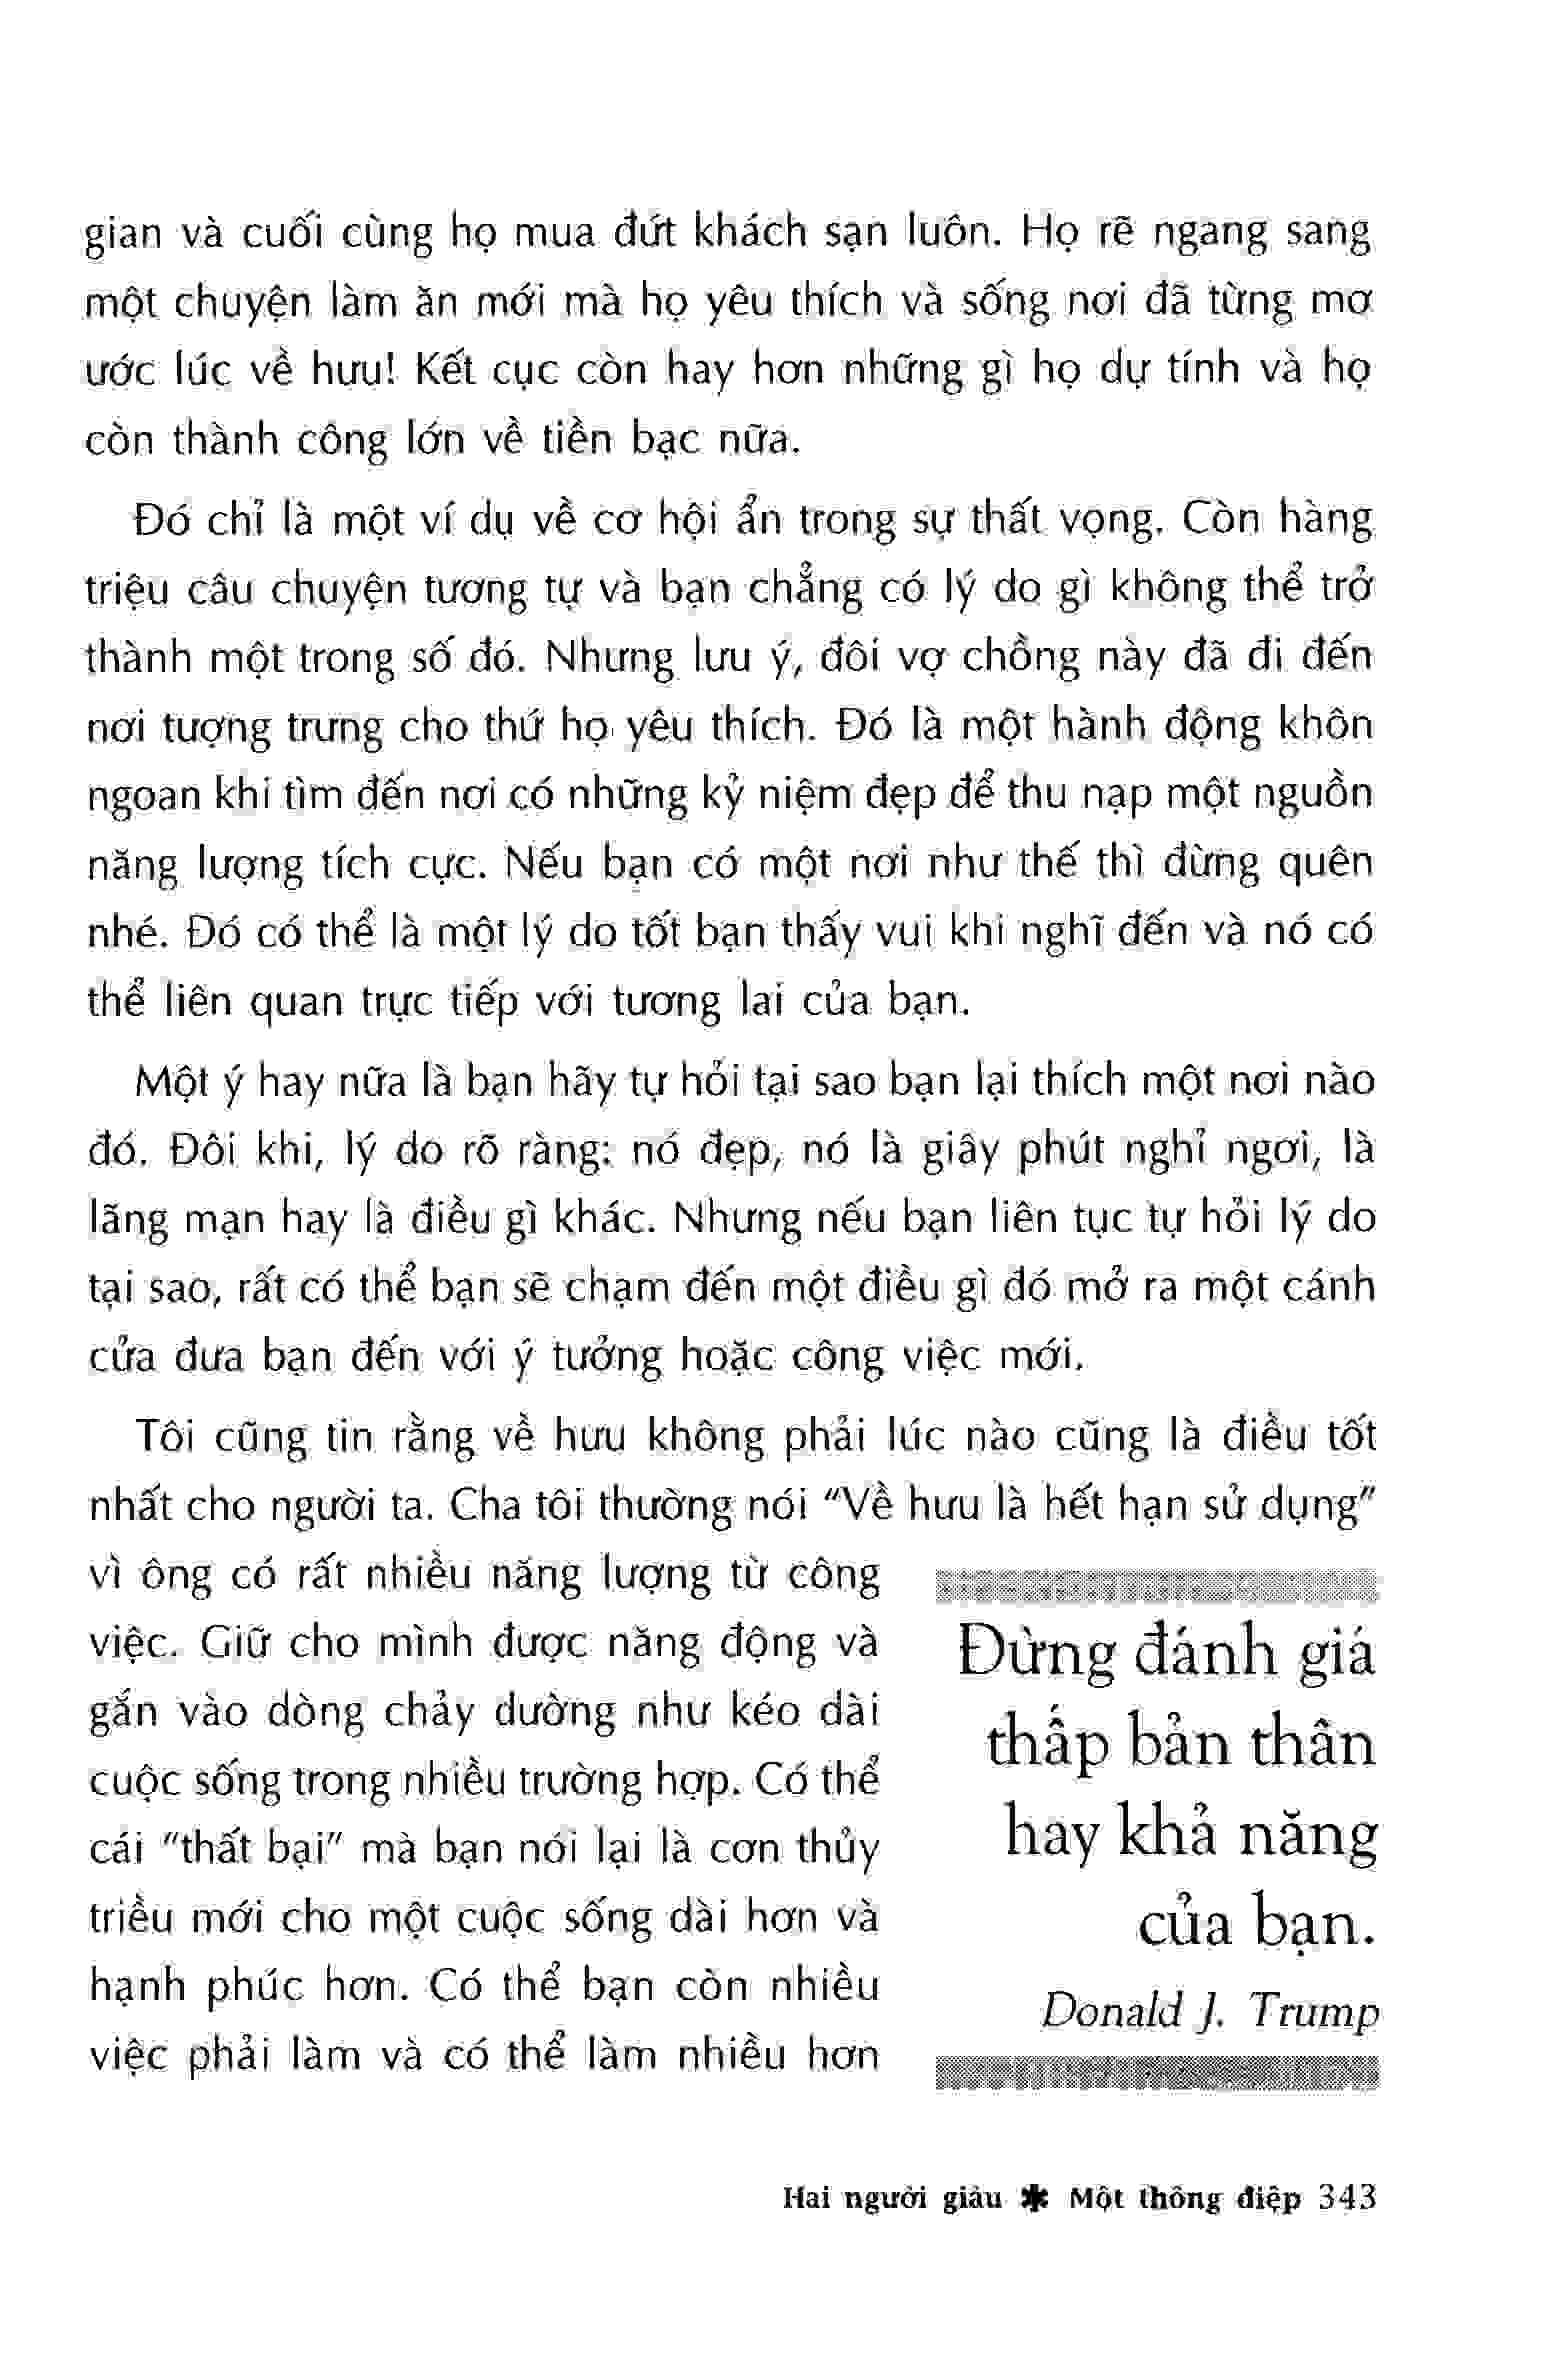 gian và cuối cùng họ mua đứt khách sạn luôn. Họ rẽ ngang sang
một chuyện làm ăn mới mà họ yêu thích và sống nơi đã từng mơ
ước lúc về hưu! Kết cục còn hay hơn những gì họ dự tính và họ
còn thành công lớn về tiền bạc nữa.
Đó chỉ là một ví dụ về cơ hội ẩn trong sự thất vọng. Còn hàng
triệu câu chuyện tương tự và bạn chẳng có lý do gì không thể trở
thành một trong số đó. Nhưng lưu ý, đôi vợ chồng này đã đi đến
nơi tượng trưng cho thứ họ yêu thích. Đó là một hành động khôn
ngoan khi tìm đến nơi có những kỷ niệm đẹp để thu nạp một nguồn
năng lượng tích cực. Nếu bạn có một nơi như thế thì đừng quên
nhé. Đó có thể là một lý do tốt bạn thấy vui khi nghĩ đến và nó có
thể liên quan trực tiếp với tương lai của bạn.
Một ý hay nữa là bạn hãy tự hỏi tại sao bạn lại thích một nơi nào
đó. Đôi khi, lý do rõ ràng: nó đẹp, nó là giây phút nghỉ ngơi, là
lãng mạn hay là điều gì khác. Nhưng nếu bạn liên tục tự hỏi lý do
tại sao, rất có thể bạn sẽ chạm đến một điều gì đó mở ra một cánh
cửa đưa bạn đến với ý tưởng hoặc công việc mới.
Tôi cũng tin rằng về hưu không phải lúc nào cũng là điều tốt
nhất cho người ta. Cha tôi thường nói "Về hưu là hết hạn sử dụng"
vì ông có rất nhiều năng lượng từ công
việc. Giữ cho mình được năng động và
gắn vào dòng chảy dường như kéo dài
cuộc sống trong nhiều trường hợp. Có thể
cái "thất bại" mà bạn nói lại là cơn thủy
triều mới cho một cuộc sống dài hơn và
hạnh phúc hơn. Có thể bạn còn nhiều
việc phải làm và có thể làm nhiều hơn
Đừng đánh giá
thấp bản thân
hay khả năng
của bạn.
Donald J. Trump
Hai người giàu ✱ Một thông điệp 343